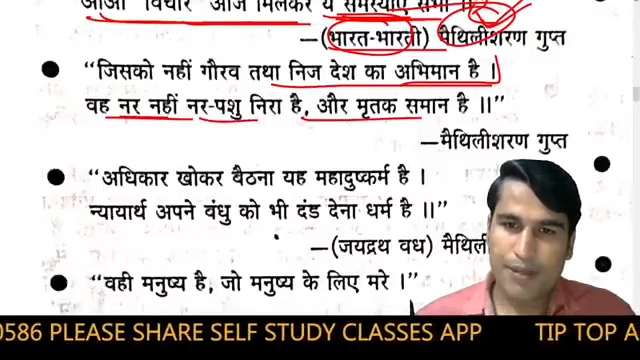 आओ विचारें आज मिलकर ये समस्याएँ सभी ॥
—(भारत-भारती) मैथिलीशरण गुप्त
● “जिसको नहीं गौरव तथा निज देश का अभिमान है ।
वह नर नहीं नर-पशु निरा है, और मृतक समान है ॥”
—मैथिलीशरण गुप्त
● “अधिकार खोकर बैठना यह महादुष्कर्म है ।
न्यायार्थ अपने बंधु को भी दंड देना धर्म है ॥”
—(जयद्रथ वध) मैथिली
● “वही मनुष्य है, जो मनुष्य के लिए मरे ।”
0586 PLEASE SHARE SELF STUDY CLASSES APP TIP TOP A